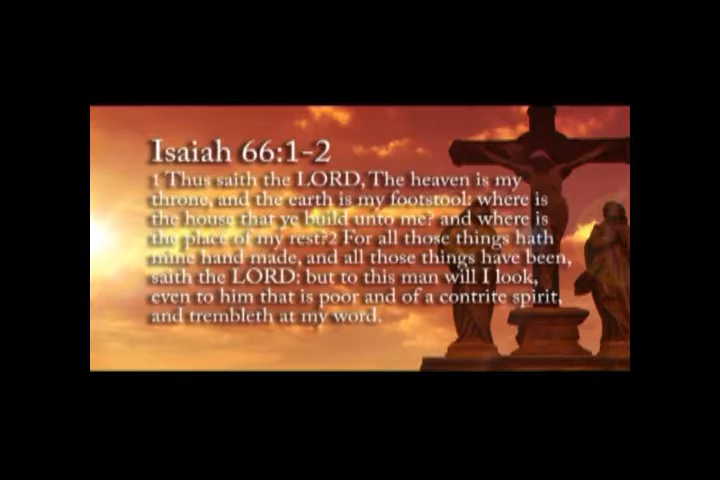 Isaiah 66:1-2
1 Thus saith the LORD, The heaven is my
throne, and the earth is my footstool: where is
the house that ye build unto me? and where is
the place of my rest?2 For all those things hath
mine hand made, and all those things have been,
saith the LORD: but to this man will I look,
even to him that is poor and of a contrite spirit,
and trembleth at my word.